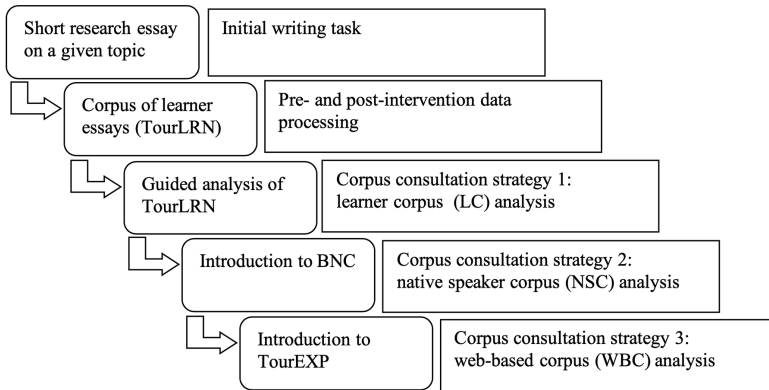 Short research essay
on a given topic
Initial writing task
Corpus of learner
essays (TourLRN)
Pre- and post-intervention data
processing
Guided analysis of
TourLRN
Corpus consultation strategy 1:
learner corpus (LC) analysis
Introduction to BNC
Corpus consultation strategy 2:
native speaker corpus (NSC) analysis
Introduction to
TourEXP
Corpus consultation strategy 3:
web-based corpus (WBC) analysis